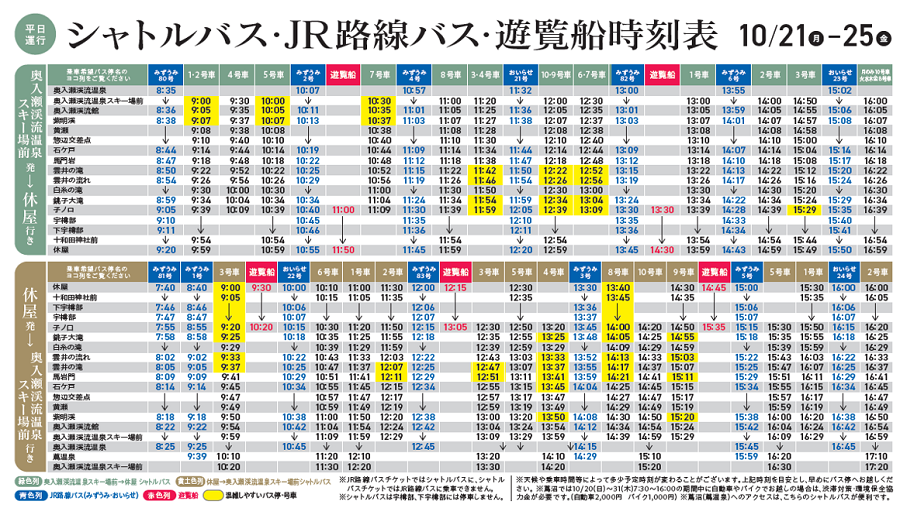 平日運行 シャトルバス・JR路線バス・遊覧船時刻表 10/21月−25金
奥入瀬渓流温泉スキー場前 発→休屋 行き
乗車希望バス停名のヨコ列をご覧ください みずうみ80号 1・2号車 4号車 5号車 みずうみ2号 遊覧船 7号車 みずうみ4号 1号車 3・4号車 おいらせ21号 10・9号車 6・7号車 みずうみ82号 遊覧船 1号車 みずうみ6号 2号車 3号車 おいらせ23号
奥入瀬渓流温泉 8:35 10:07 10:57 11:32 13:00 13:55 15:02
奥入瀬渓流温泉スキー場前 ↓ 9:00 9:30 10:00 ↓ 10:30 ↓ 11:00 11:20 ↓ 12:00 12:30 ↓ 13:00 ↓ 14:00 14:50 ↓ 16:00
奥入瀬渓流館 8:36 9:05 9:35 10:05 10:11 10:35 11:01 11:05 11:25 11:36 12:05 12:35 13:01 13:05 13:59 14:05 14:55 15:06 16:05
紫明渓 8:38 9:07 9:37 10:07 10:13 10:37 11:03 11:07 11:27 11:38 12:07 12:37 13:03 13:07 14:01 14:07 14:57 15:08 16:07
黄瀬 ↓ 9:08 9:38 10:08 ↓ 10:38 ↓ 11:08 11:28 ↓ 12:08 12:38 ↓ 13:08 ↓ 14:08 14:58 ↓ 16:08
惣辺交差点 ↓ 9:10 9:40 10:10 ↓ 10:40 ↓ 11:10 11:30 ↓ 12:10 12:40 ↓ 13:10 ↓ 14:10 15:00 ↓ 16:10
石ケ戸 8:44 9:14 9:44 10:14 10:19 10:44 11:09 11:14 11:34 11:44 12:14 12:44 13:09 13:14 14:07 14:14 15:04 15:14 16:14
馬門岩 8:47 9:18 9:48 10:18 10:22 10:48 11:12 11:18 11:38 11:47 12:18 12:48 13:12 13:18 14:10 14:18 15:08 15:17 16:18
雲井の滝 8:50 9:22 9:52 10:22 10:25 10:52 11:15 11:22 11:42 11:50 12:22 12:52 13:15 13:22 14:13 14:22 15:12 15:20 16:22
雲井の流れ 8:54 9:26 9:56 10:26 10:29 10:56 11:19 11:26 11:46 11:54 12:26 12:56 13:19 13:26 14:17 14:26 15:16 15:24 16:26
白糸の滝 ↓ 9:30 10:00 10:30 ↓ 11:00 ↓ 11:30 11:50 ↓ 12:30 13:00 ↓ 13:30 ↓ 14:30 15:20 ↓ 16:30
銚子大滝 8:59 9:34 10:04 10:34 10:34 11:04 11:24 11:34 11:54 11:59 12:34 13:04 13:24 13:34 14:22 14:34 15:24 15:29 16:34
子ノ口 9:05 9:39 10:09 10:39 10:40 11:00 11:09 11:30 11:39 11:59 12:05 12:39 13:09 13:30 13:30 13:39 14:28 14:39 15:29 15:35 16:39
宇樽部 9:10 10:45 11:35 12:10 13:35 14:33 15:40
下宇樽部 9:11 10:46 11:36 12:11 13:36 14:34 15:41
十和田神社前 ↓ 9:54 10:54 ↓ ↓ 11:54 ↓ 12:54 ↓ 13:54 ↓ 14:54 15:44 ↓ 16:54
休屋 9:20 9:59 10:59 10:55 11:50 11:45 11:59 12:20 12:59 13:45 14:30 13:59 14:43 14:59 15:49 15:50 16:59
休屋 発→奥入瀬渓流温泉スキー場前 行き
乗車希望バス停名のヨコ列をご覧ください みずうみ81号 みずうみ1号 3号車 遊覧船 おいらせ22号 6号車 1号車 2号車 みずうみ83号 遊覧船 3号車 5号車 4号車 みずうみ3号 8号車 10号車 9号車 遊覧船 みずうみ5号 5号車 1号車 おいらせ24号 2号車
休屋 7:40 8:40 9:00 9:30 10:00 10:10 11:00 11:30 12:00 12:15 12:30 13:30 13:40 14:30 14:45 15:00 15:30 16:00 16:00
十和田神社前 ↓ ↓ 9:05 ↓ 10:15 11:05 11:35 ↓ 12:35 ↓ 13:45 14:35 ↓ 15:35 ↓ 16:05
下宇樽部 7:46 8:46 10:06 12:06 13:36 15:06 16:06
宇樽部 7:47 8:47 10:07 12:07 13:37 15:07 16:07
子ノ口 7:55 8:55 9:20 10:20 10:15 10:30 11:20 11:50 12:15 13:05 12:30 12:50 13:20 13:45 14:00 14:20 14:50 15:35 15:15 15:30 15:50 16:15 16:20
銚子大滝 7:58 8:58 9:25 10:18 10:35 11:25 11:55 12:18 12:35 12:55 13:25 13:48 14:05 14:25 14:55 15:18 15:35 15:55 16:18 16:25
白糸の滝 ↓ ↓ 9:29 ↓ 10:39 11:29 11:59 ↓ 12:39 12:59 13:29 ↓ 14:09 14:29 14:59 ↓ 15:39 15:59 ↓ 16:29
雲井の流れ 8:02 9:02 9:33 10:22 10:43 11:33 12:03 12:22 12:43 13:03 13:33 13:52 14:13 14:33 15:03 15:22 15:43 16:03 16:22 16:33
雲井の滝 8:05 9:05 9:37 10:25 10:47 11:37 12:07 12:25 12:47 13:07 13:37 13:55 14:17 14:37 15:07 15:25 15:47 16:07 16:25 16:37
馬門岩 8:09 9:09 9:41 10:29 10:51 11:41 12:11 12:29 12:51 13:11 13:41 13:59 14:21 14:41 15:11 15:29 15:51 16:11 16:29 16:41
石ケ戸 8:14 9:14 9:45 10:34 10:55 11:45 12:15 12:34 12:55 13:15 13:45 14:04 14:25 14:45 15:15 15:34 15:55 16:15 16:34 16:45
惣辺交差点 ↓ ↓ 9:47 ↓ 10:57 11:47 12:17 ↓ 12:57 13:17 13:47 ↓ 14:27 14:47 15:17 ↓ 15:57 16:17 ↓ 16:47
黄瀬 ↓ ↓ 9:49 ↓ 10:59 11:49 12:19 ↓ 12:59 13:19 13:49 ↓ 14:29 14:49 15:19 ↓ 15:59 16:19 ↓ 16:49
紫明渓 8:18 9:18 9:50 10:38 11:00 11:50 12:20 12:38 13:00 13:20 13:50 14:08 14:30 14:50 15:20 15:38 16:00 16:20 16:38 16:50
奥入瀬渓流館 8:22 9:22 9:54 10:42 11:04 11:54 12:24 12:42 13:04 13:24 13:54 14:12 14:34 14:54 15:24 15:42 16:04 16:24 16:42 16:54
奥入瀬渓流温泉スキー場前 ↓ ↓ 9:59 ↓ 11:09 11:59 12:29 ↓ 13:09 13:29 13:59 ↓ 14:39 14:59 15:29 ↓ 16:09 16:29 ↓ 16:59
奥入瀬渓流温泉 8:25 9:25 10:45 12:45 14:15 15:45 16:45
蔦温泉 9:39 10:10 11:20 12:10 13:20 14:10 14:29 15:10 15:59 16:20 17:10
奥入瀬渓流温泉スキー場前 10:20 11:30 12:20 13:30 14:20 15:20 16:30 17:20
緑色列 奥入瀬渓流温泉スキー場前→休屋 シャトルバス 黄土色列 休屋→奥入瀬渓流温泉スキー場前シャトルバス
青色列 JR路線バス(みずうみ・おいらせ) 赤色列 遊覧船 混雑しやすいバス停・号車
※JR路線バスチケットではシャトルバスに、シャトルバスチケットではJR路線バスに乗車できません。
※シャトルバスは宇樽部、下宇樽部には停車しません。
※天候や乗車時間等によって多少予定時刻が変わることがございます。上記時刻を目安とし、早めにバス停へお越しください。※蔦沼では10/20(日)〜31(木)7:30〜16:00の期間中に自動車やバイクでお越しの場合は、渋滞対策・環境保全協力金が必要です。(自動車2,000円 バイク1,000円) ※蔦沼(蔦温泉)へのアクセスは、こちらのシャトルバスが便利です。